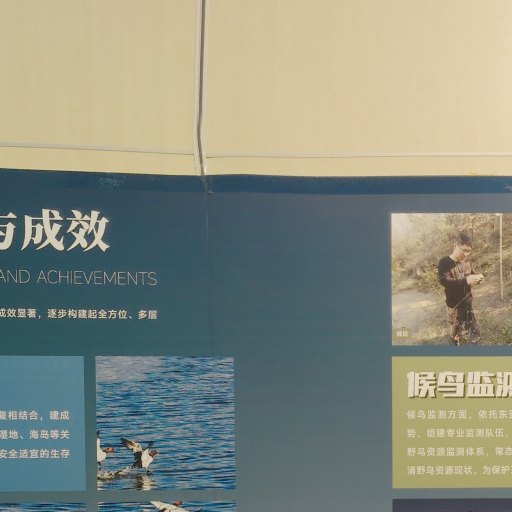 与成效
AND ACHIEVEMENTS
成效显著，逐步构建起全方位、多层
复相结合，建成
湿地、海岛等关
安全适宜的生存
候鸟监测
候鸟监测方面，依托东亚
势，组建专业监测队伍，
野鸟资源监测体系，常态
清野鸟资源现状，为保护